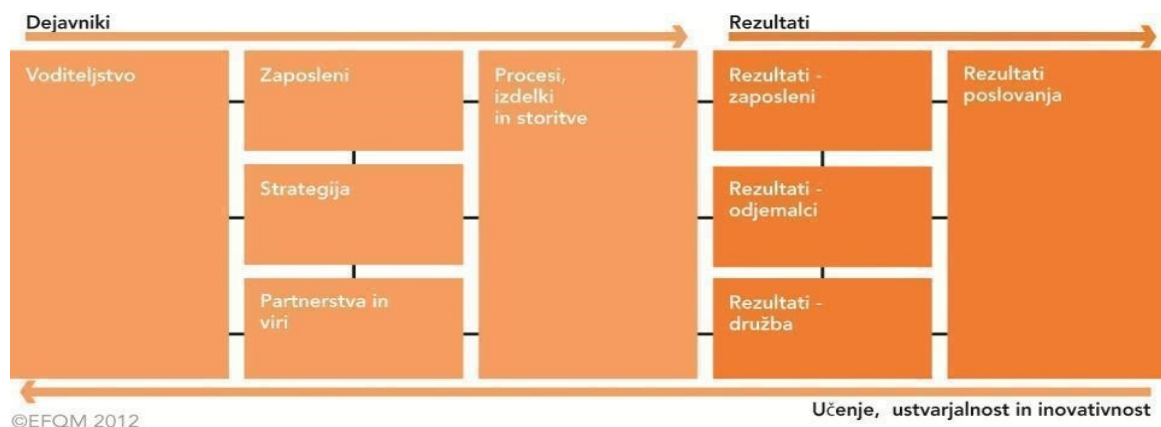 Dejavniki
Rezultati
Voditeljstvo
Zaposleni
Strategija
Partnerstva in
viri
Procesi,
izdelki
in storitve
Rezultati -
zaposleni
Rezultati -
odjemalci
Rezultati -
družba
Rezultati
poslovanja
Učenje, ustvarjalnost in inovativnost
©EFQM 2012